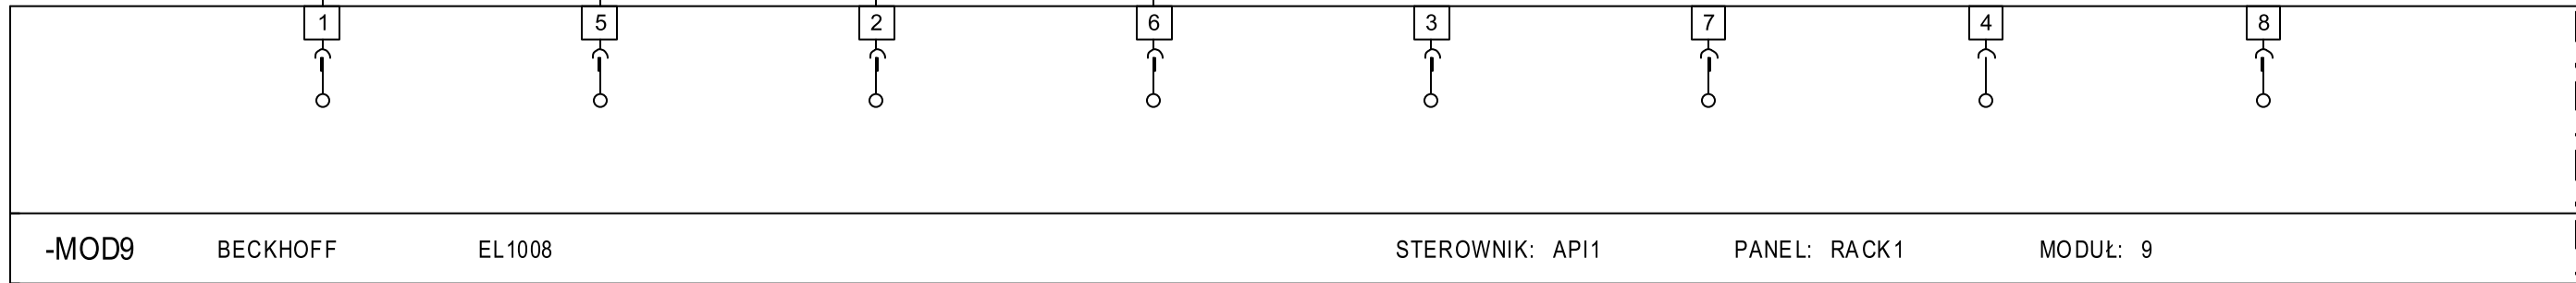 1 5 2 6 3 7 4 8
-MOD9 BECKHOFF EL1008 STEROWNIK: API1 PANEL: RACK1 MODUŁ: 9